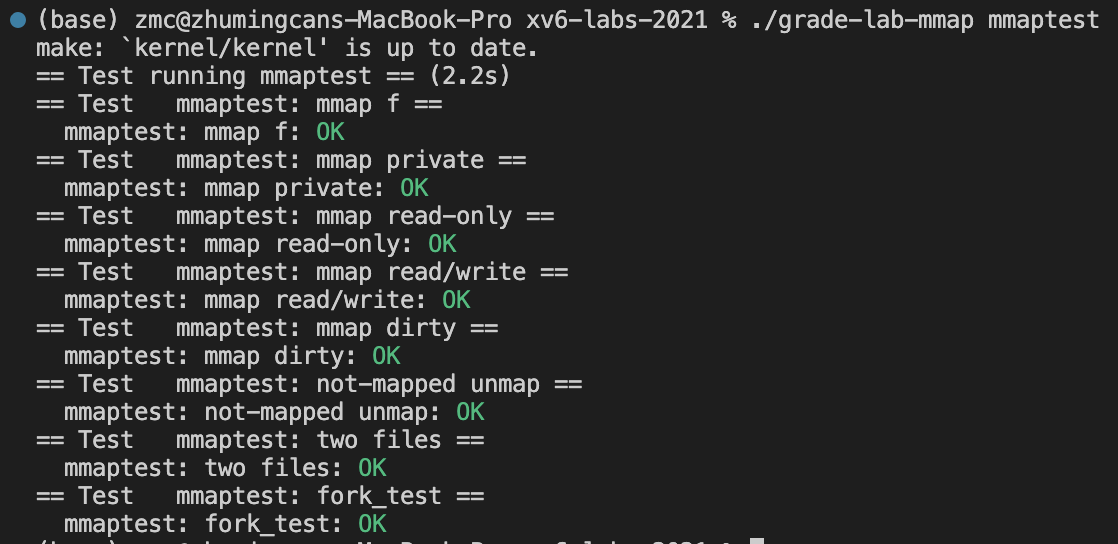 (base) zmc@zhumingcans-MacBook-Pro xv6-labs-2021 % ./grade-lab-mmap mmaptest
make: `kernel/kernel' is up to date.
== Test running mmaptest == (2.2s)
== Test   mmaptest: mmap f ==
  mmaptest: mmap f: OK
== Test   mmaptest: mmap private ==
  mmaptest: mmap private: OK
== Test   mmaptest: mmap read-only ==
  mmaptest: mmap read-only: OK
== Test   mmaptest: mmap read/write ==
  mmaptest: mmap read/write: OK
== Test   mmaptest: mmap dirty ==
  mmaptest: mmap dirty: OK
== Test   mmaptest: not-mapped unmap ==
  mmaptest: not-mapped unmap: OK
== Test   mmaptest: two files ==
  mmaptest: two files: OK
== Test   mmaptest: fork_test ==
  mmaptest: fork_test: OK